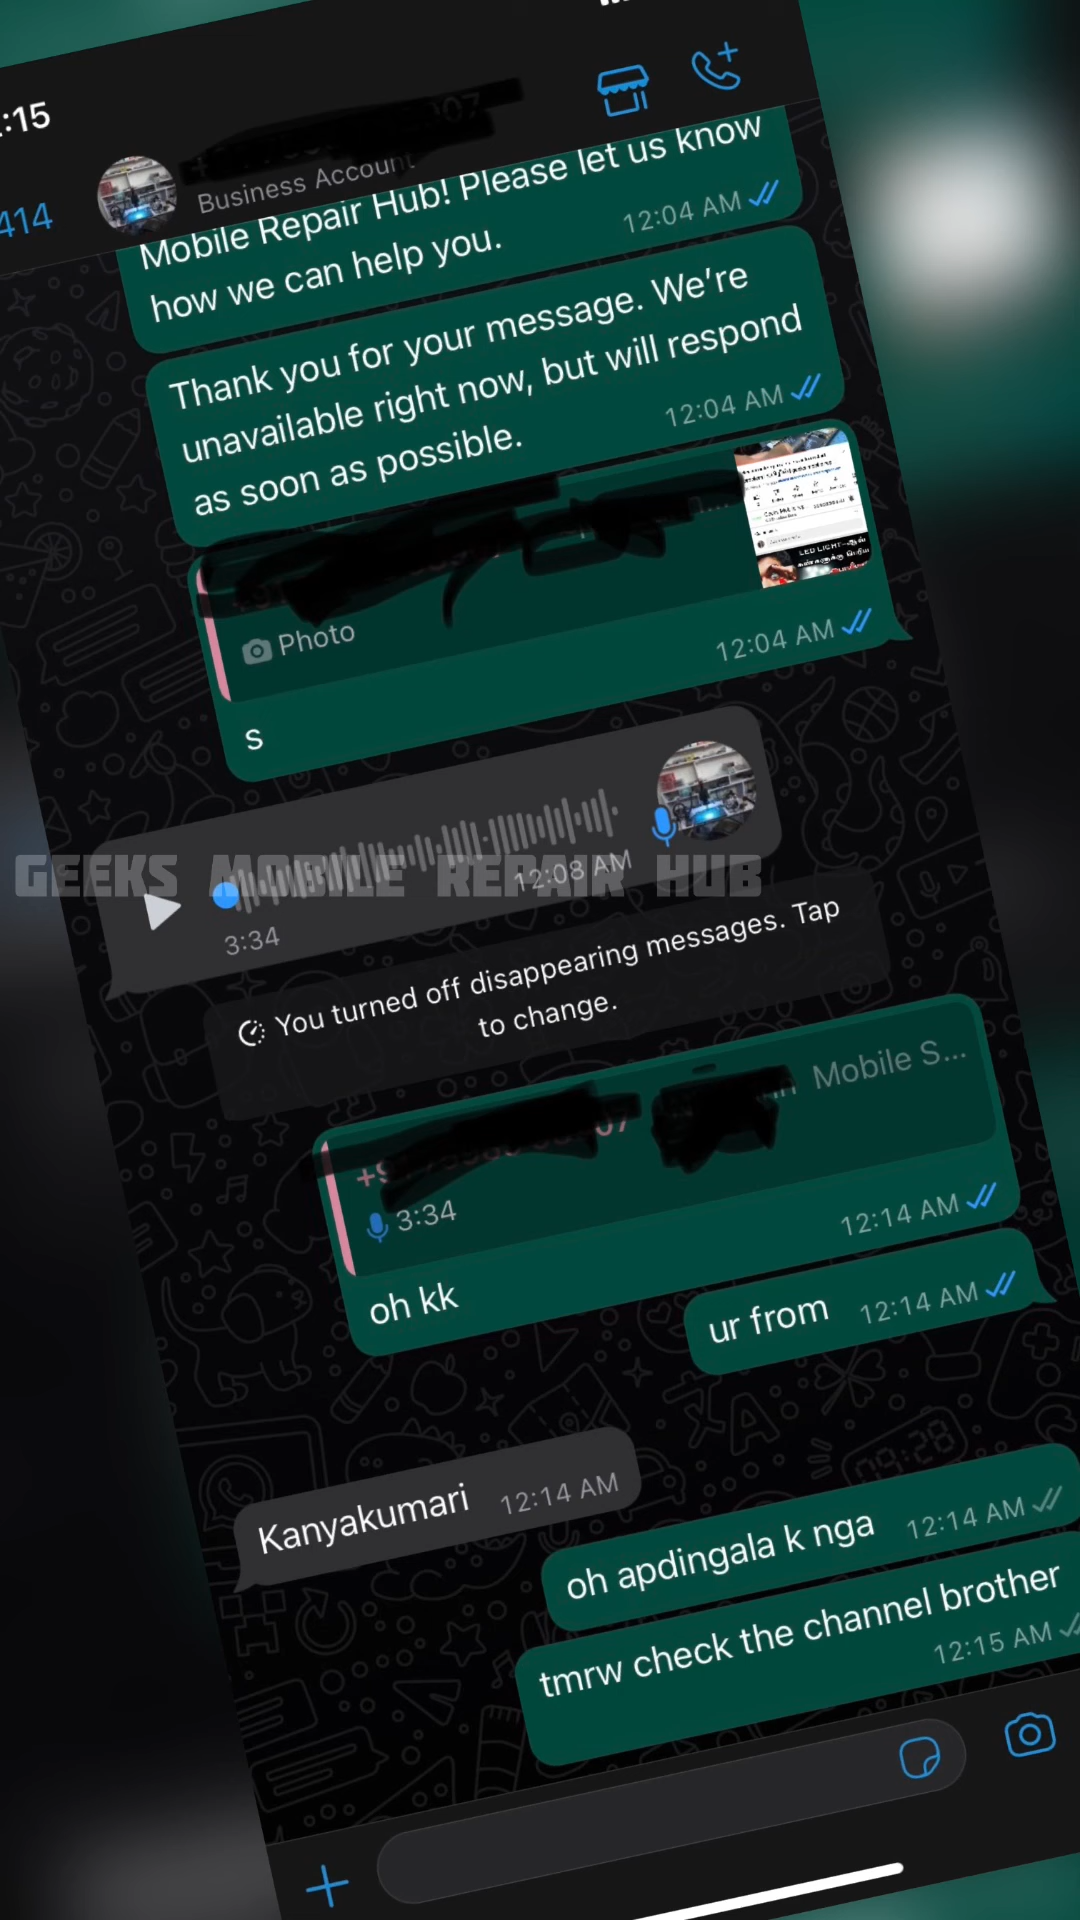 :15
414
07
Business Account
Mobile Repair Hub! Please let us know
how we can help you.
12:04 AM
Thank you for your message. We're
unavailable right now, but will respond
as soon as possible.
12:04 AM
LED LIGHT
Photo
12:04 AM
s
12:08 AM
GEEKS MOBILE REPAIR HUB
3:34
You turned off disappearing messages. Tap
to change.
Mobile S...
07
3:34
12:14 AM
oh kk
ur from 12:14 AM
Kanyakumari 12:14 AM
oh apdingala k nga 12:14 AM
tmrw check the channel brother
12:15 AM